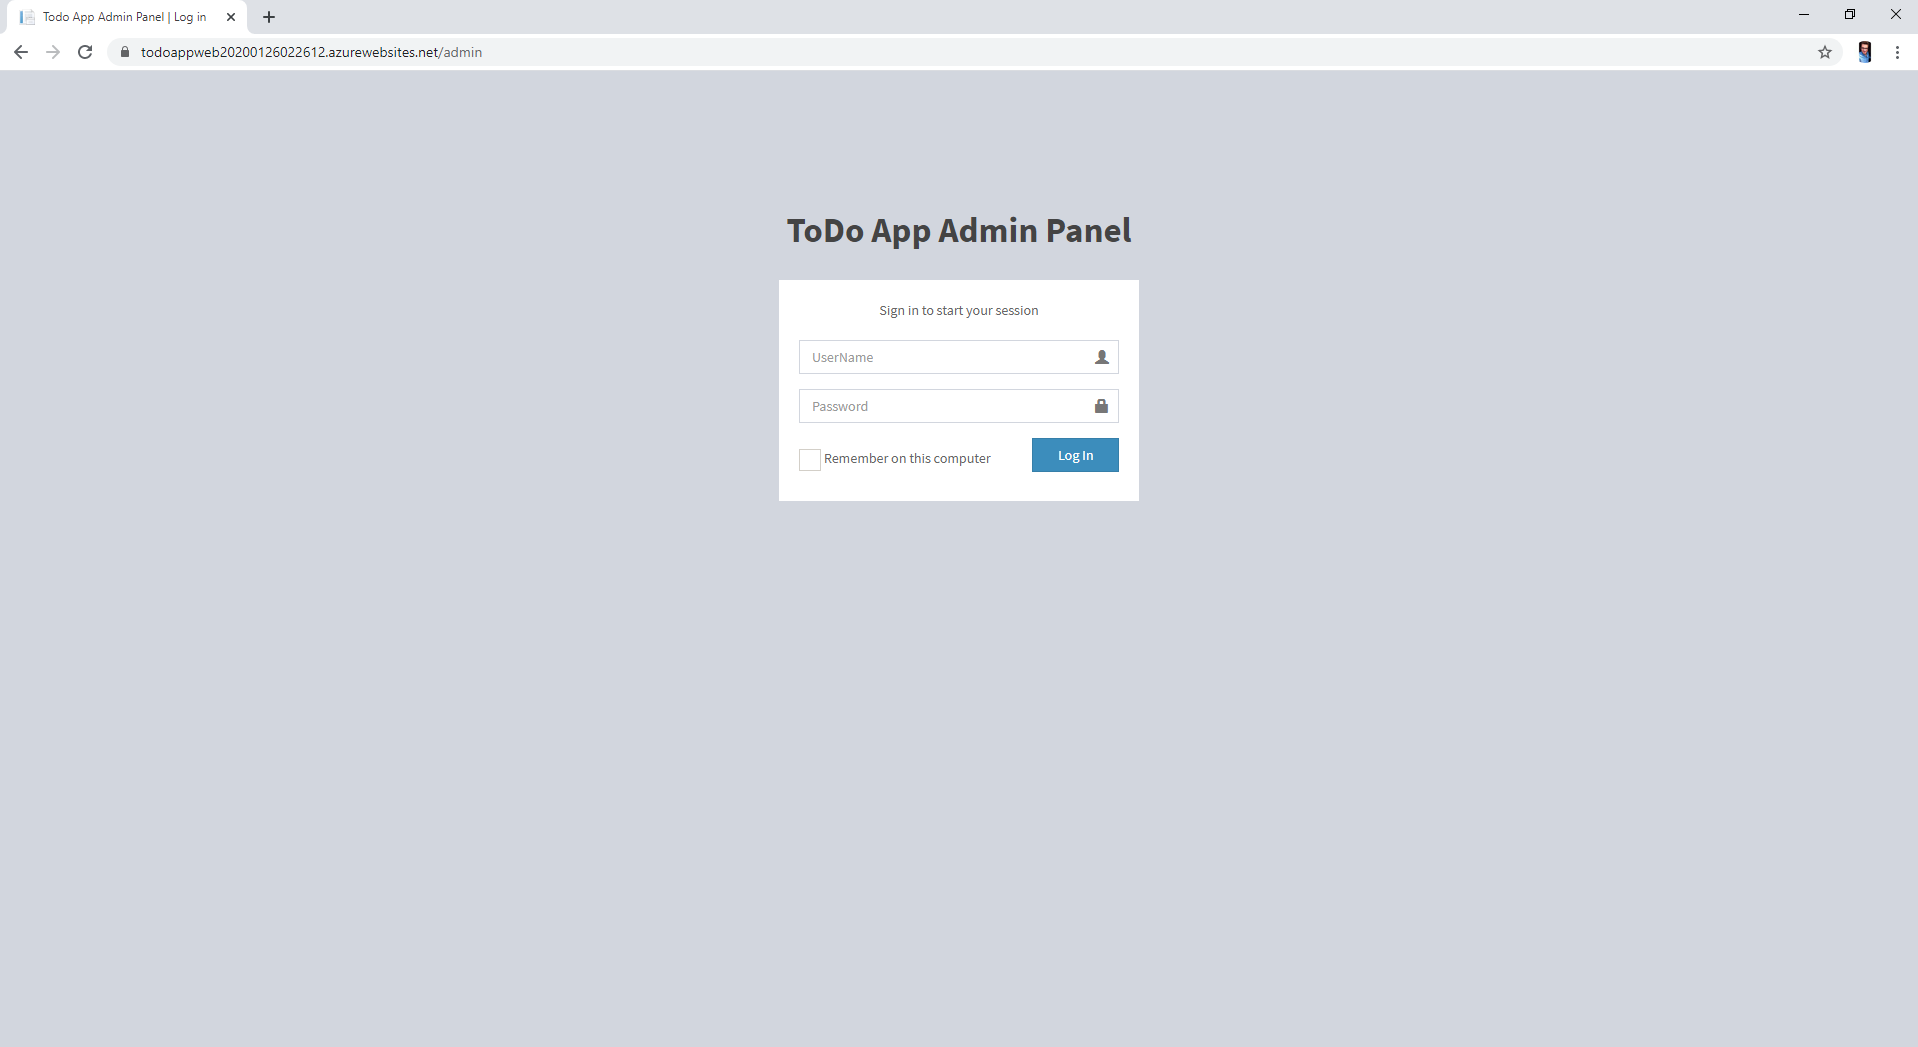 Todo App Admin Panel | Log in
todoappweb20200126022612.azurewebsites.net/admin
ToDo App Admin Panel
Sign in to start your session
UserName
Password
Remember on this computer
Log In